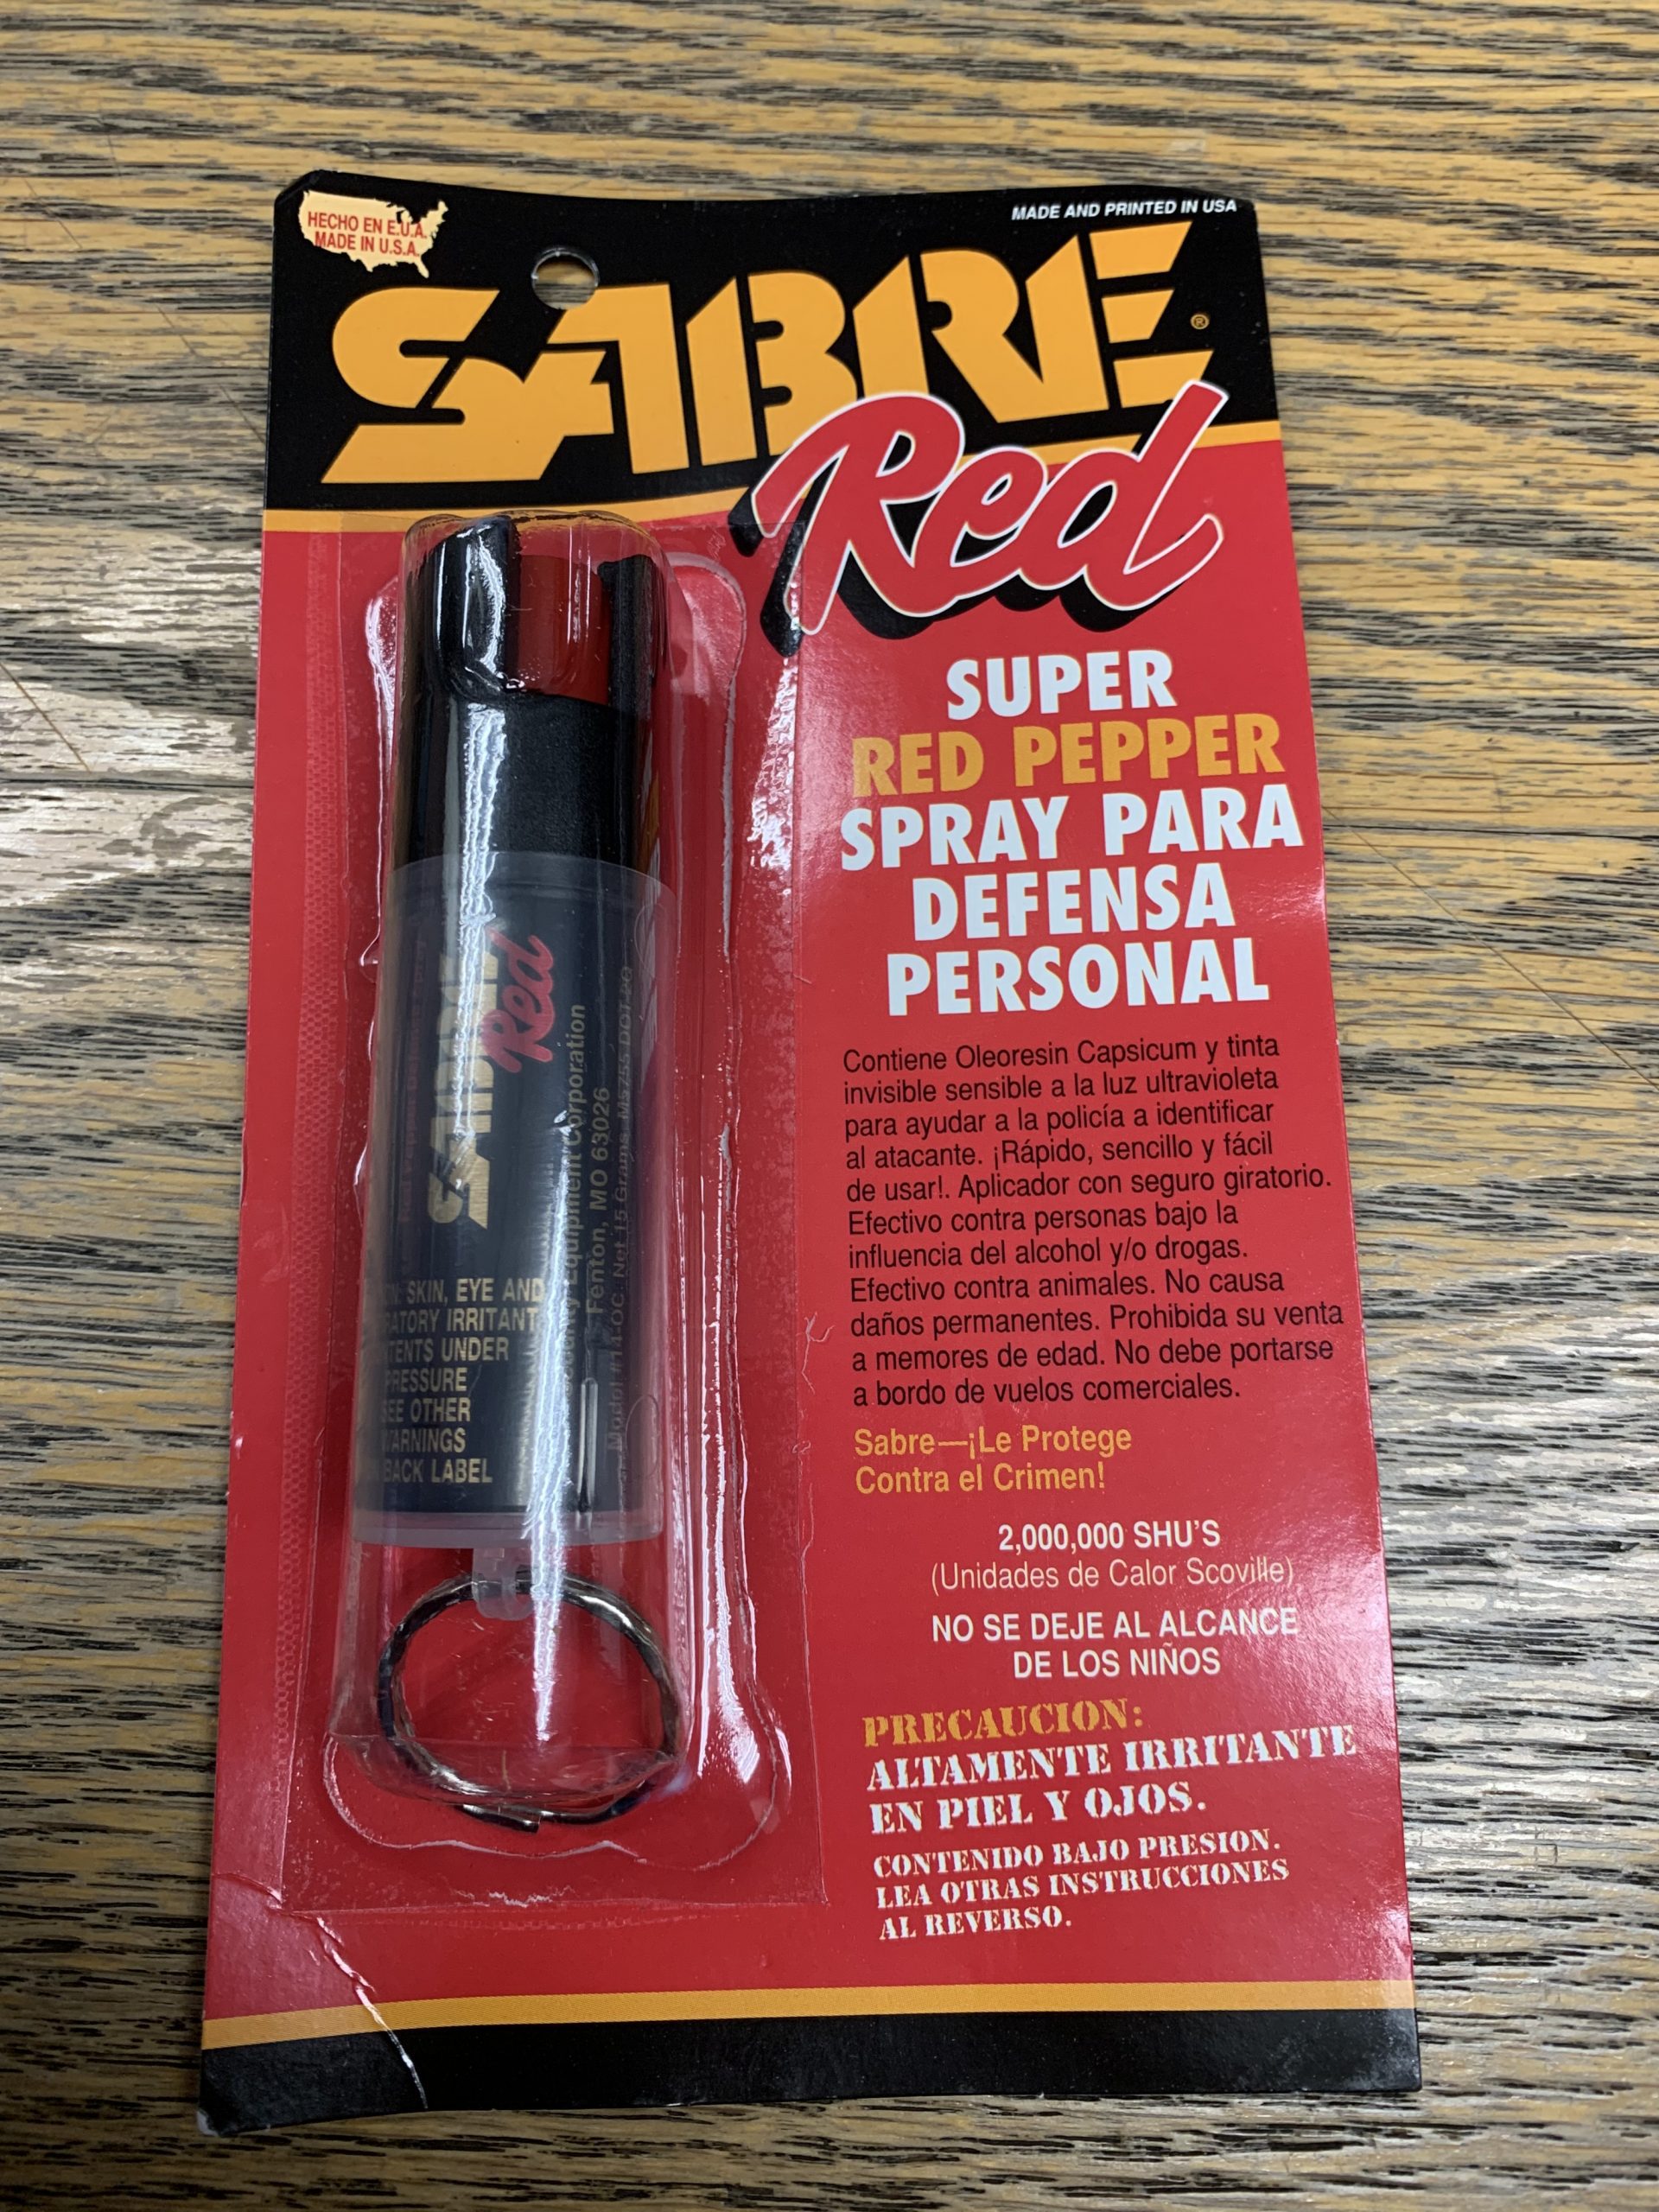 HECHO EN E.U.A.
MADE IN U.S.A.
MADE AND PRINTED IN USA
SABRE®
Red
SUPER
RED PEPPER
SPRAY PARA
DEFENSA
PERSONAL
Contiene Oleoresin Capsicum y tinta
invisible sensible a la luz ultravioleta
para ayudar a la policía a identificar
al atacante. ¡Rápido, sencillo y fácil
de usar!. Aplicador con seguro giratorio.
Efectivo contra personas bajo la
influencia del alcohol y/o drogas.
Efectivo contra animales. No causa
daños permanentes. Prohibida su venta
a memores de edad. No debe portarse
a bordo de vuelos comerciales.
Sabre—¡Le Protege
Contra el Crimen!
2,000,000 SHU'S
(Unidades de Calor Scoville)
NO SE DEJE AL ALCANCE
DE LOS NIÑOS
PRECAUCION:
ALTAMENTE IRRITANTE
EN PIEL Y OJOS.
CONTENIDO BAJO PRESION.
LEA OTRAS INSTRUCCIONES
AL REVERSO.
SABRE
Red
Equipment Corporation
Fenton, MO 63026
Net 15 Grams
SKIN, EYE AND
IRRITANT
UNDER
PRESSURE
SEE OTHER
WARNINGS
BACK LABEL